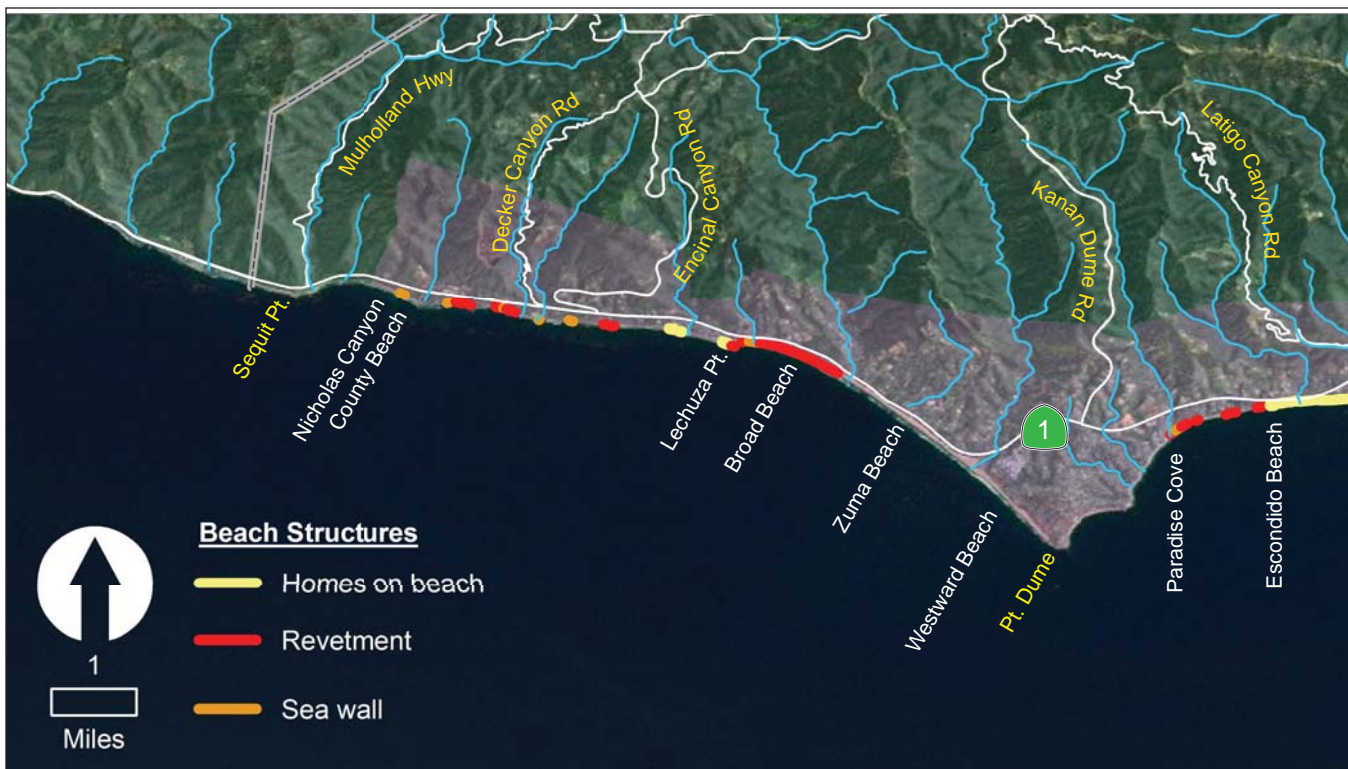 Mulholland Hwy
Decker Canyon Rd
Encinal Canyon Rd
Kanan Dume Rd
Latigo Canyon Rd
Sequit Pt.
Nicholas Canyon
County Beach
Lechuza Pt.
Broad Beach
Zuma Beach
Westward Beach
Pt. Dume
Paradise Cove
Escondido Beach
1
Beach Structures
Homes on beach
Revetment
Sea wall
1
Miles